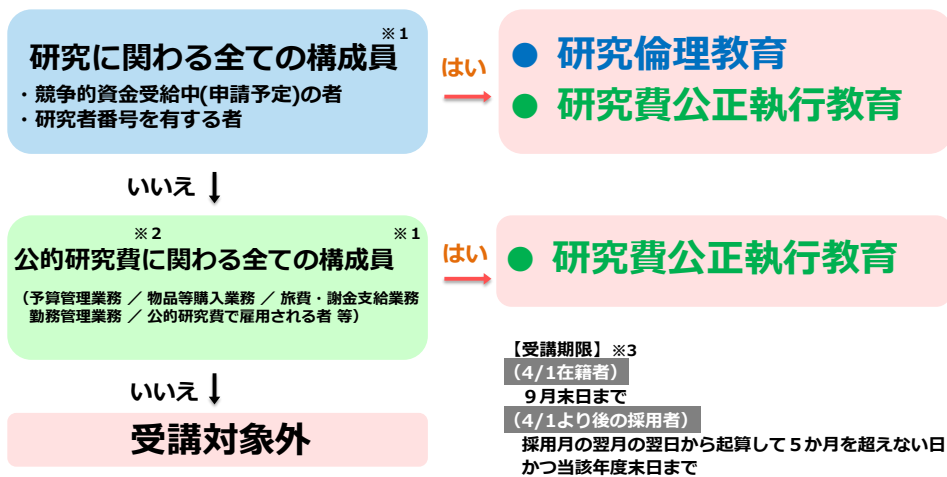 ※１
研究に関わる全ての構成員
・競争的資金受給中(申請予定)の者
・研究者番号を有する者
はい
● 研究倫理教育
● 研究費公正執行教育
いいえ
※２
※１
公的研究費に関わる全ての構成員
（予算管理業務 ／ 物品等購入業務 ／ 旅費・謝金支給業務
勤務管理業務 ／ 公的研究費で雇用される者 等）
はい
● 研究費公正執行教育
いいえ
受講対象外
【受講期限】※3
（4/1在籍者）
９月末日まで
（4/1より後の採用者）
採用月の翌月の翌日から起算して５か月を超えない日
かつ当該年度末日まで